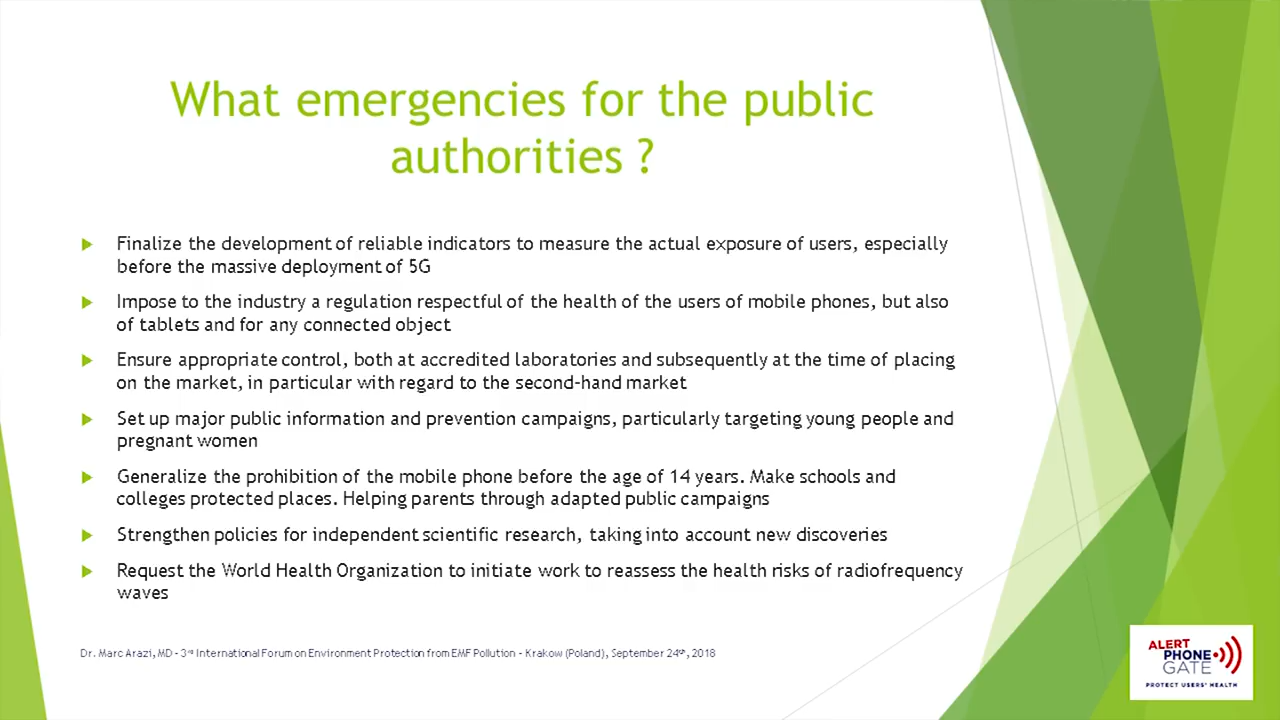 What emergencies for the public
authorities ?
Finalize the development of reliable indicators to measure the actual exposure of users, especially
before the massive deployment of 5G
Impose to the industry a regulation respectful of the health of the users of mobile phones, but also
of tablets and for any connected object
Ensure appropriate control, both at accredited laboratories and subsequently at the time of placing
on the market, in particular with regard to the second-hand market
Set up major public information and prevention campaigns, particularly targeting young people and
pregnant women
Generalize the prohibition of the mobile phone before the age of 14 years. Make schools and
colleges protected places. Helping parents through adapted public campaigns
Strengthen policies for independent scientific research, taking into account new discoveries
Request the World Health Organization to initiate work to reassess the health risks of radiofrequency
waves
Dr. Marc Arazi, MD - 3rd International Forum on Environment Protection from EMF Pollution - Krakow (Poland), September 24th, 2018
ALERT
PHONE
GATE
PROTECT USERS' HEALTH